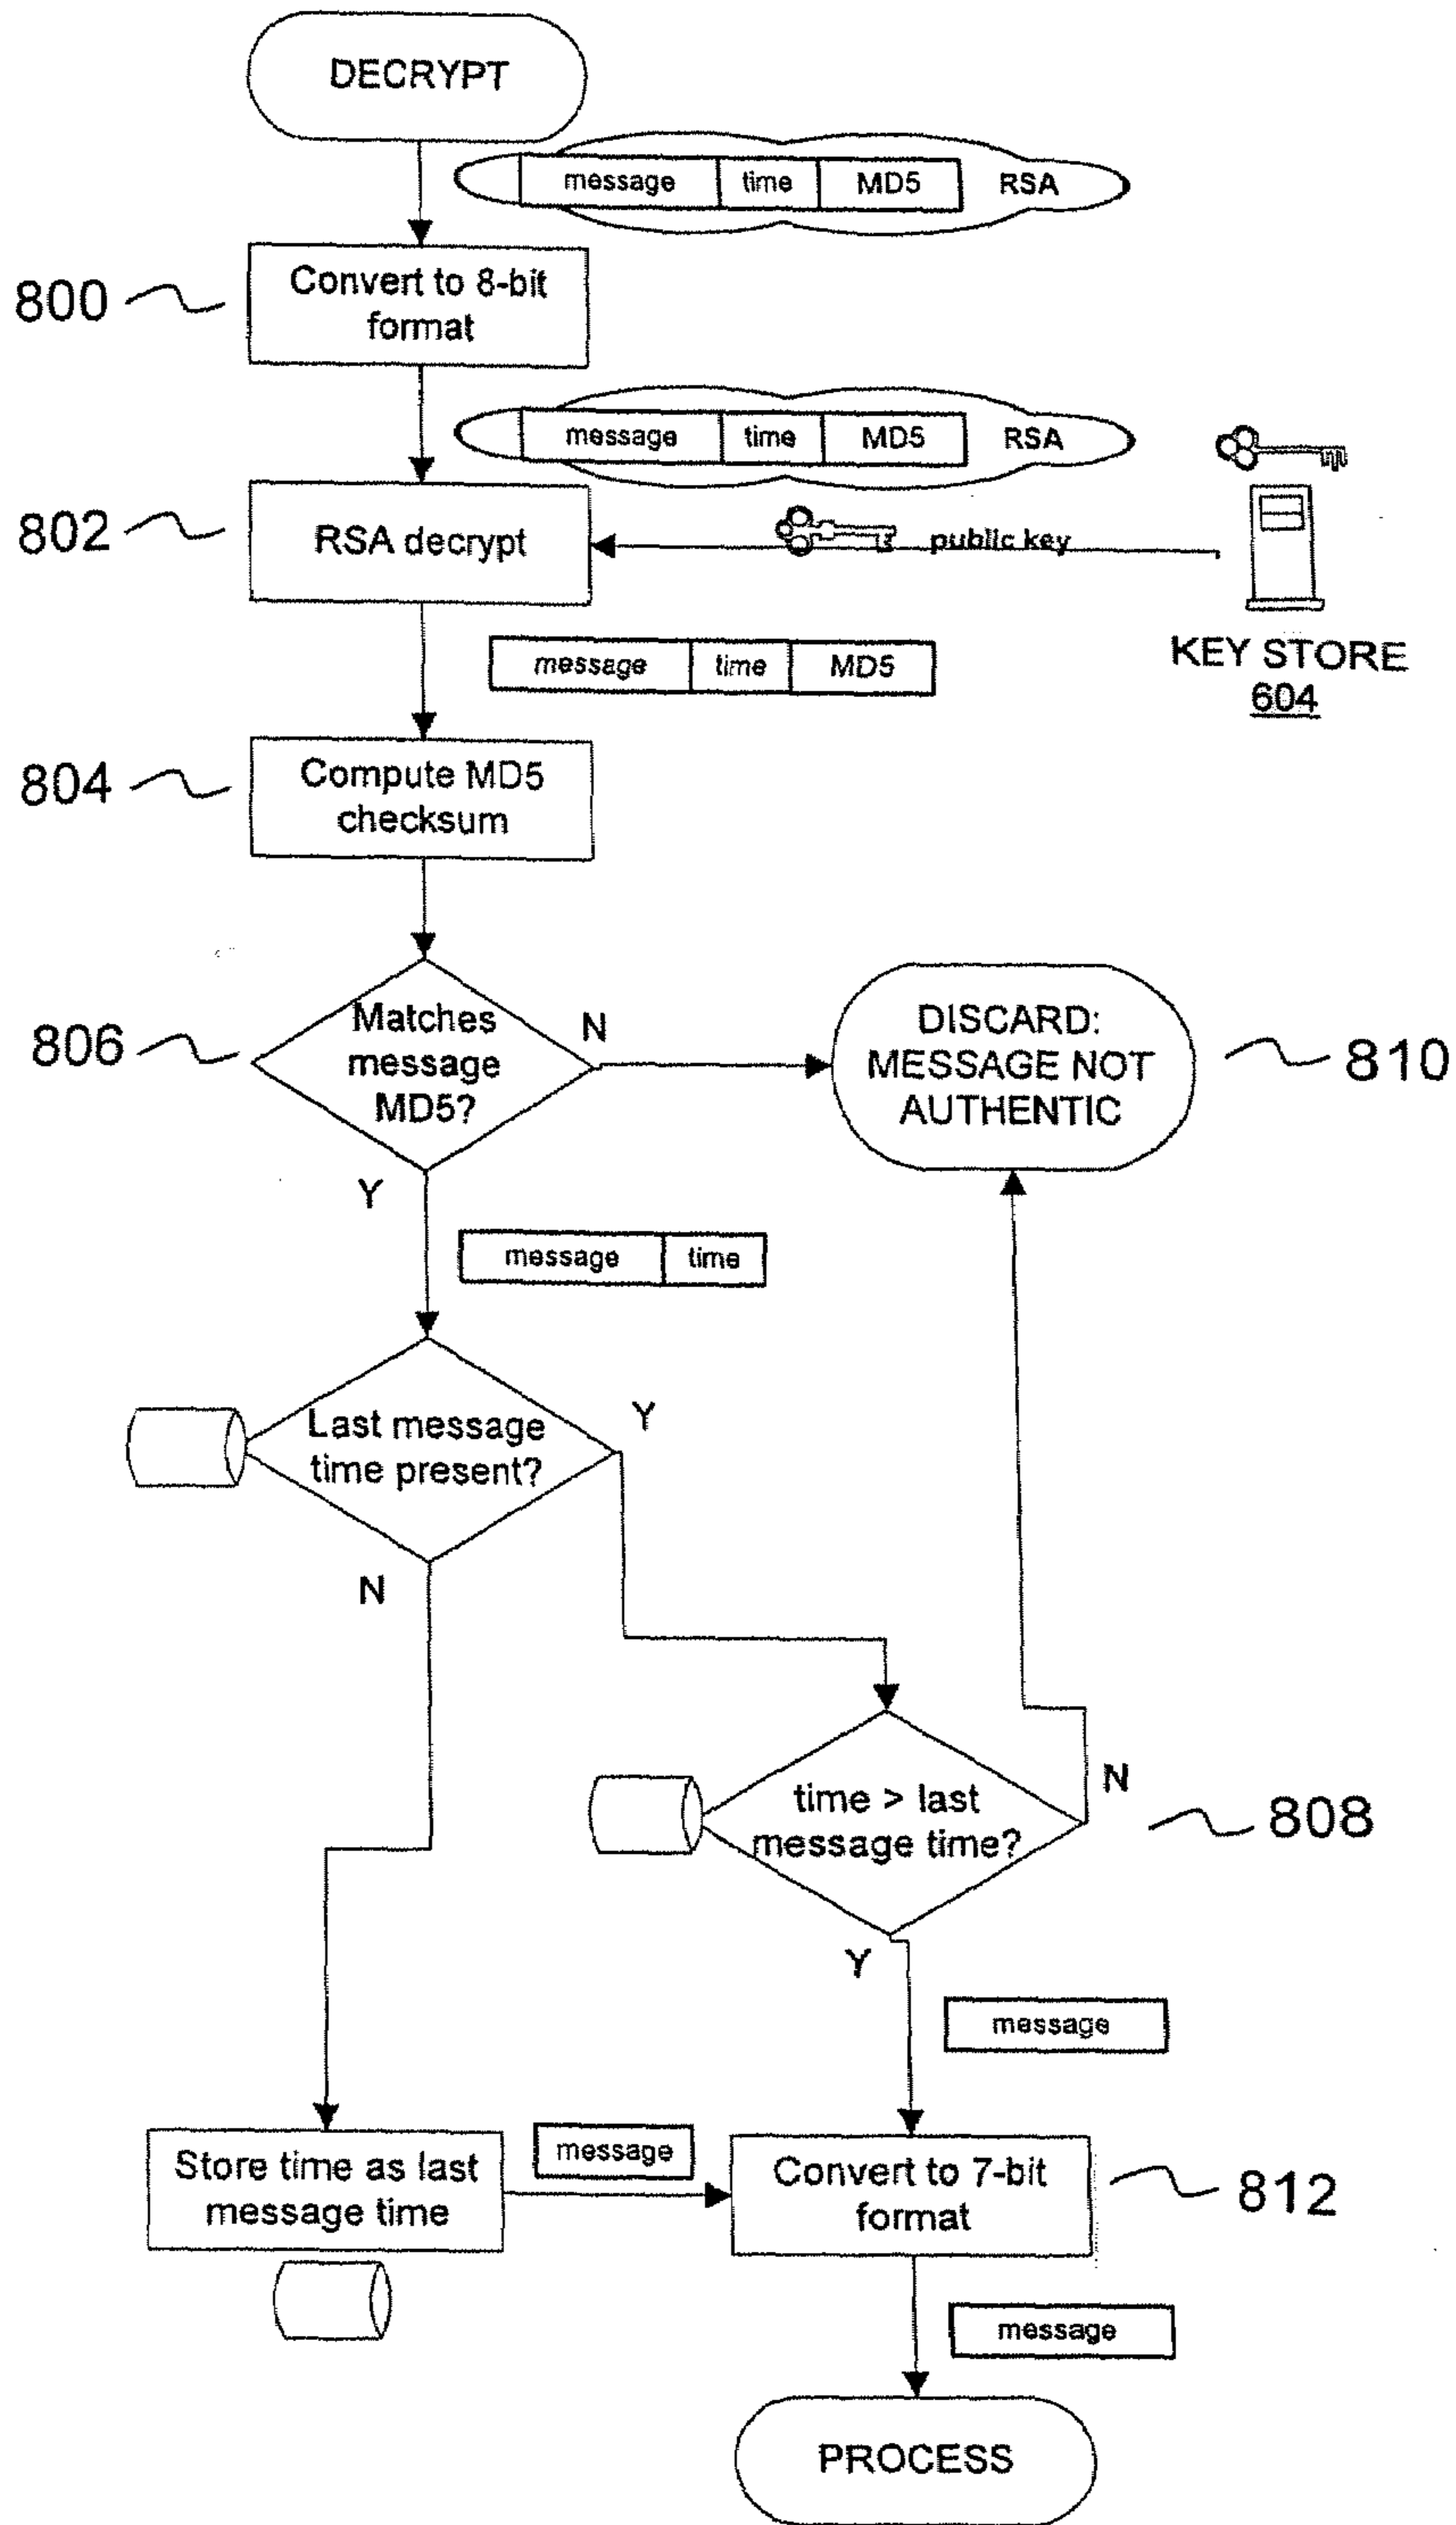 DECRYPT
message time MD5 RSA
800
Convert to 8-bit
format
message time MD5 RSA
802
RSA decrypt
public key
KEY STORE
604
message time MD5
804
Compute MD5
checksum
806
Matches
message
MD5?
N
Y
DISCARD:
MESSAGE NOT
AUTHENTIC
810
message time
Last message
time present?
Y
N
time > last
message time?
N
808
Y
message
Store time as last
message time
message
Convert to 7-bit
format
812
message
PROCESS